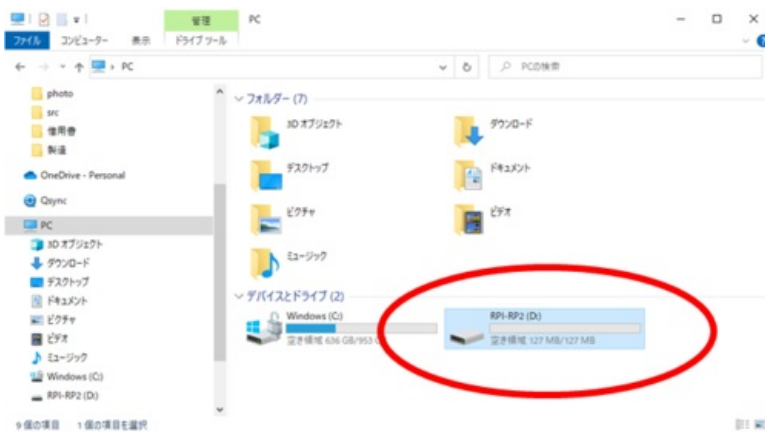 管理
PC
ファイル
コンピューター
表示
ドライブ ツール
PC
PCの検索
photo
src
信用書
製造
OneDrive - Personal
Qsync
PC
3D オブジェクト
ダウンロード
デスクトップ
ドキュメント
ピクチャ
ビデオ
ミュージック
Windows (C:)
RPI-RP2 (D:)
フォルダー (7)
3D オブジェクト
ダウンロード
デスクトップ
ドキュメント
ピクチャ
ビデオ
ミュージック
デバイスとドライブ (2)
Windows (C:)
空き領域 636 GB/953
RPI-RP2 (D:)
空き領域 127 MB/127 MB
9 個の項目
1 個の項目を選択